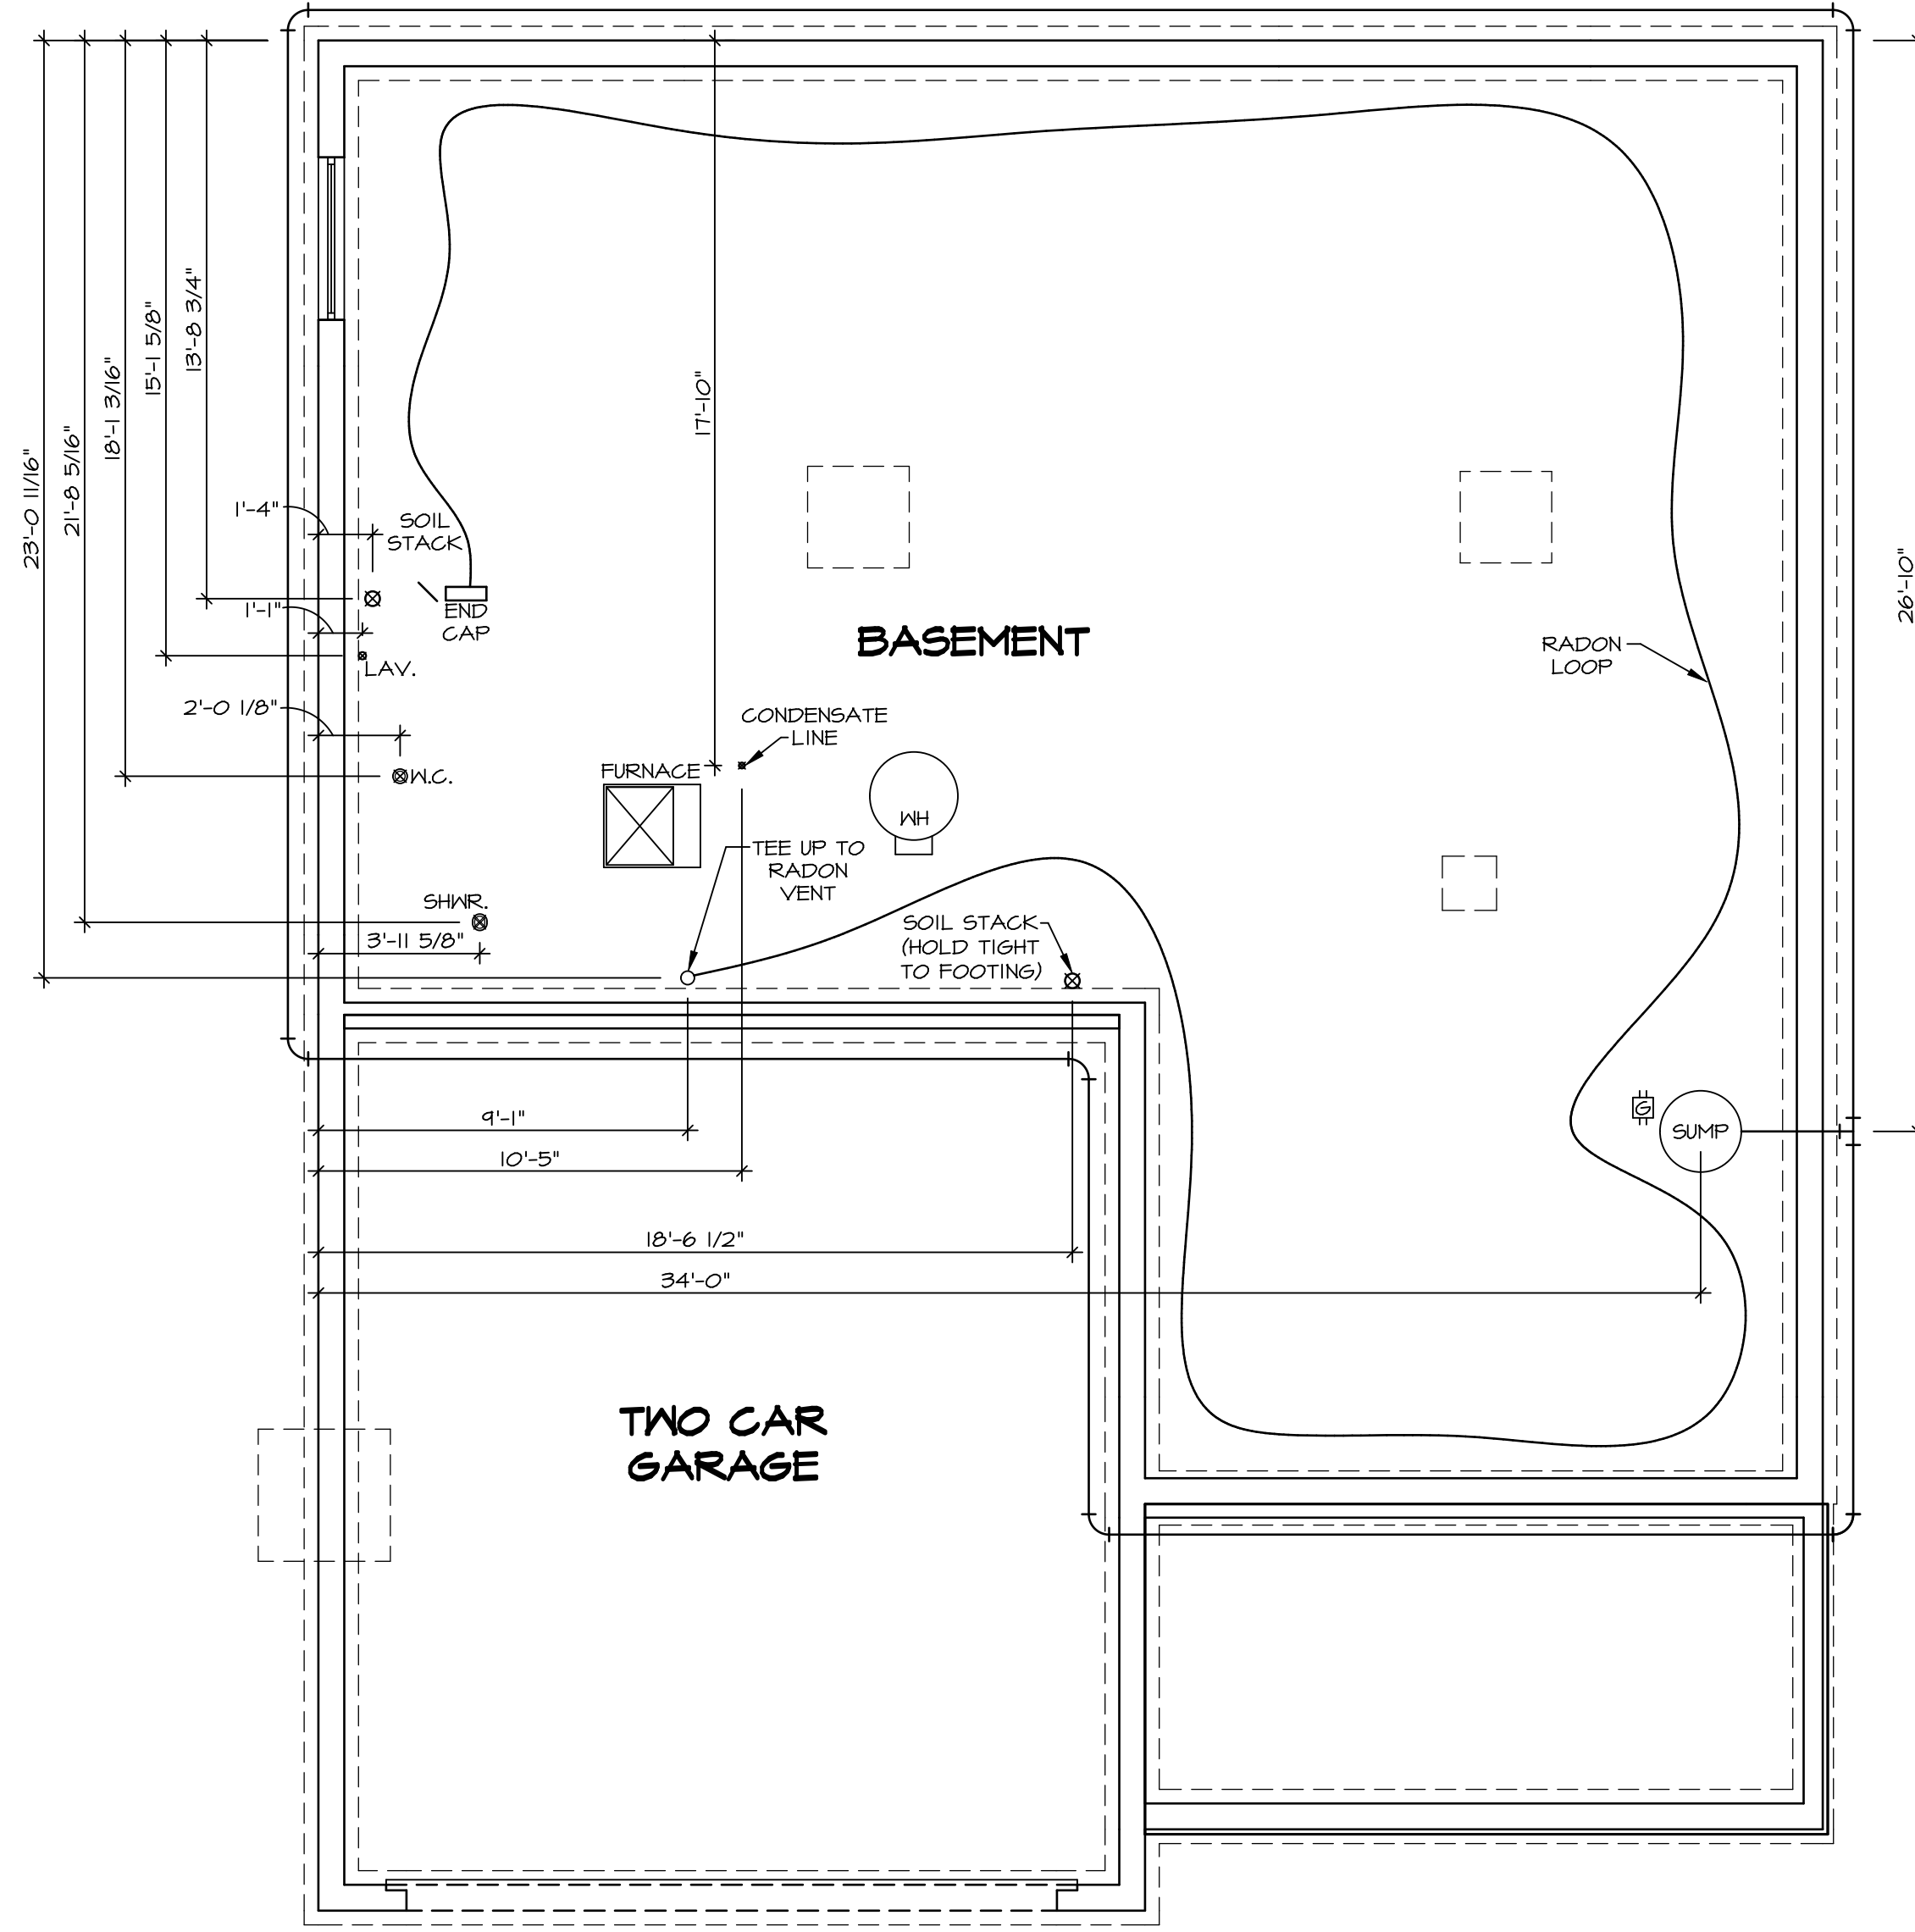 13'-8 3/4"
15'-1 5/8"
18'-1 3/16"
21'-8 5/16"
23'-0 11/16"
17'-10"
26'-10"
1'-4"
SOIL
STACK
END
CAP
1'-1"
LAV.
2'-0 1/8"
W.C.
BASEMENT
RADON
LOOP
CONDENSATE
LINE
FURNACE
WH
TEE UP TO
RADON
VENT
SHWR.
3'-11 5/8"
SOIL STACK
(HOLD TIGHT
TO FOOTING)
G
SUMP
9'-1"
10'-5"
18'-6 1/2"
34'-0"
TWO CAR
GARAGE